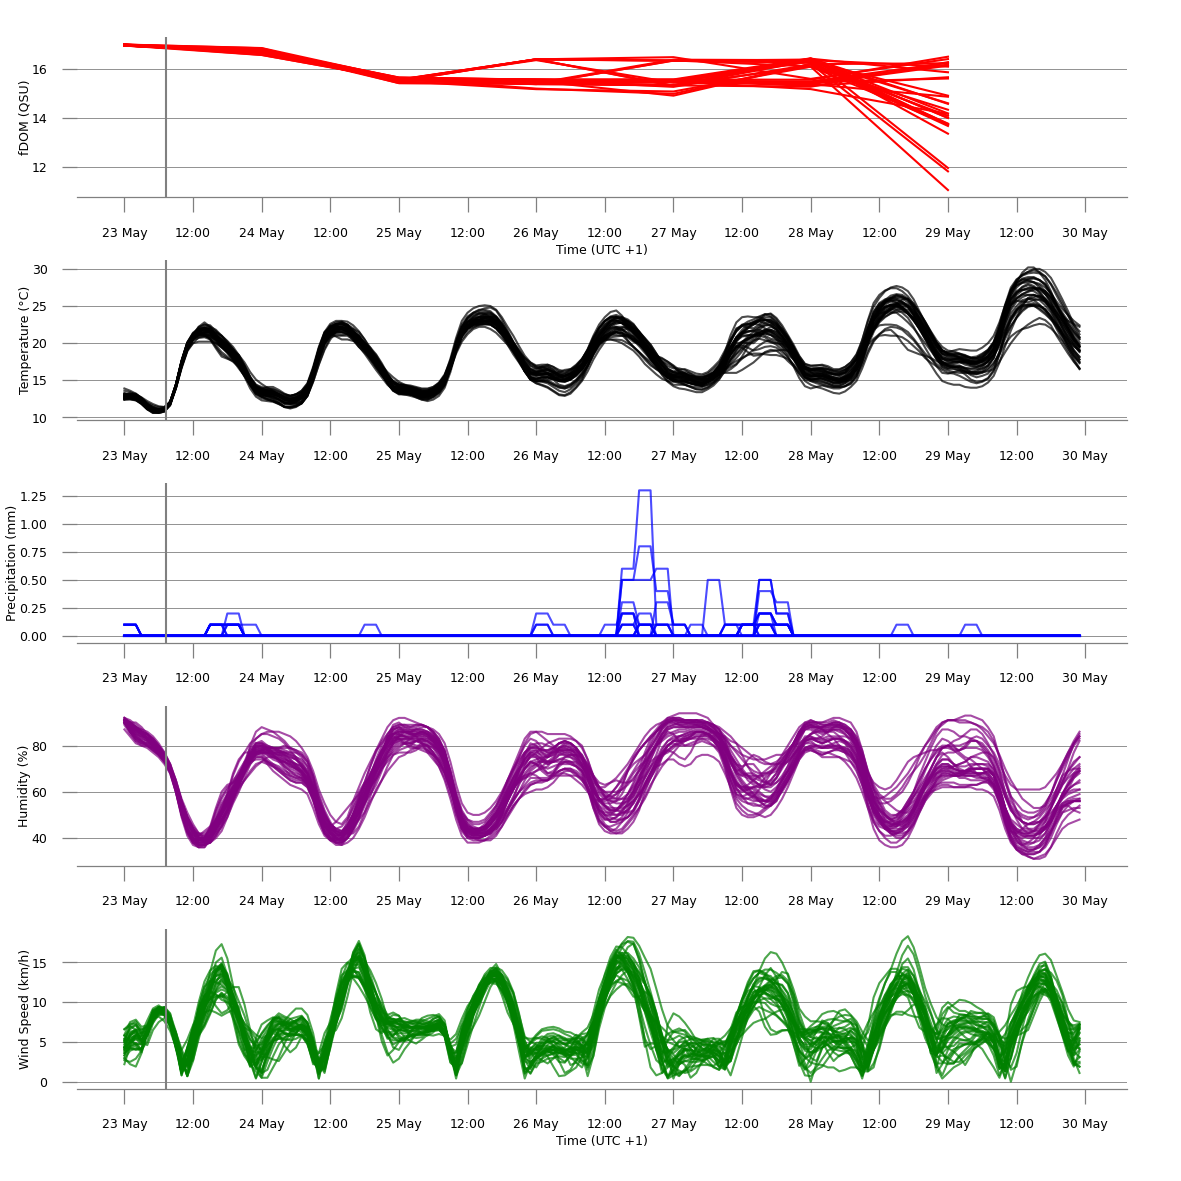 fDOM (QSU)
16
14
12
23 May 12:00 24 May 12:00 25 May 12:00 26 May 12:00 27 May 12:00 28 May 12:00 29 May 12:00 30 May
Time (UTC +1)
Temperature (°C)
30
25
20
15
10
23 May 12:00 24 May 12:00 25 May 12:00 26 May 12:00 27 May 12:00 28 May 12:00 29 May 12:00 30 May
Precipitation (mm)
1.25
1.00
0.75
0.50
0.25
0.00
23 May 12:00 24 May 12:00 25 May 12:00 26 May 12:00 27 May 12:00 28 May 12:00 29 May 12:00 30 May
Humidity (%)
80
60
40
23 May 12:00 24 May 12:00 25 May 12:00 26 May 12:00 27 May 12:00 28 May 12:00 29 May 12:00 30 May
Wind Speed (km/h)
15
10
5
0
23 May 12:00 24 May 12:00 25 May 12:00 26 May 12:00 27 May 12:00 28 May 12:00 29 May 12:00 30 May
Time (UTC +1)